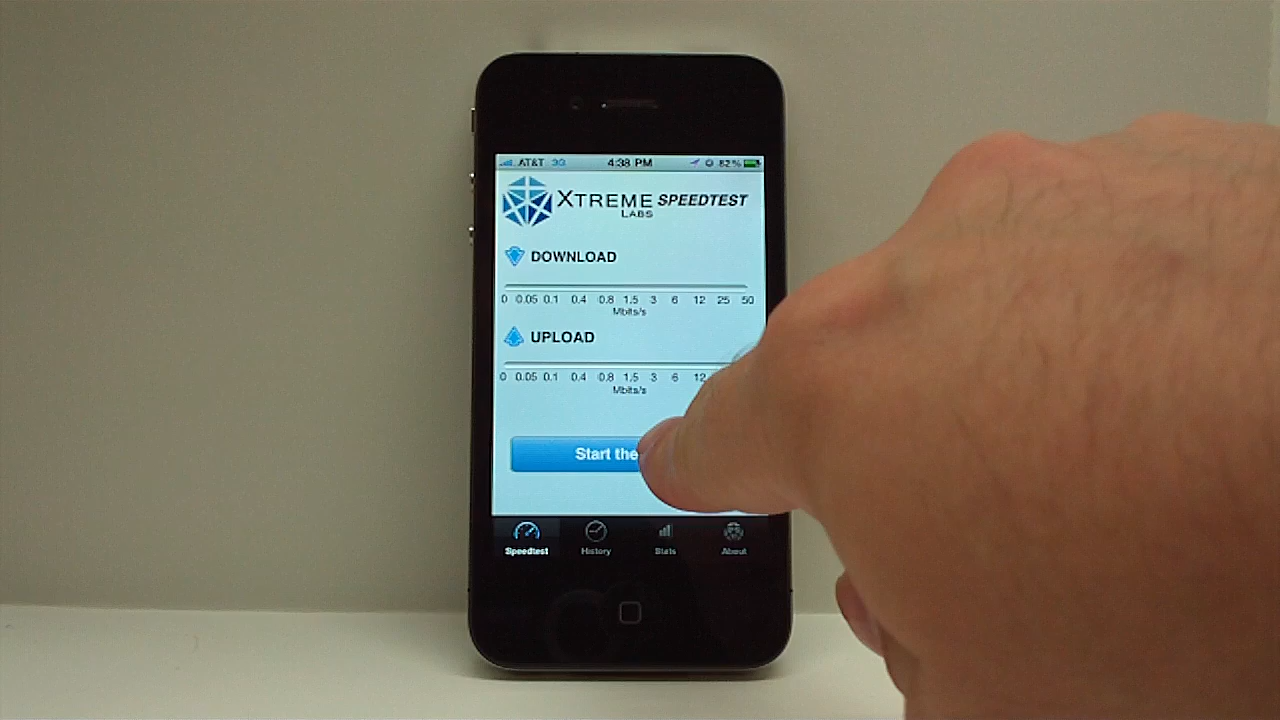 AT&T 3G 4:38 PM 82%
XTREME SPEEDTEST
LABS
DOWNLOAD
0 0.05 0.1 0.4 0.8 1.5 3 6 12 25 50
Mbits/s
UPLOAD
0 0.05 0.1 0.4 0.8 1.5 3 6 12
Mbits/s
Start the
Speedtest History Stats About